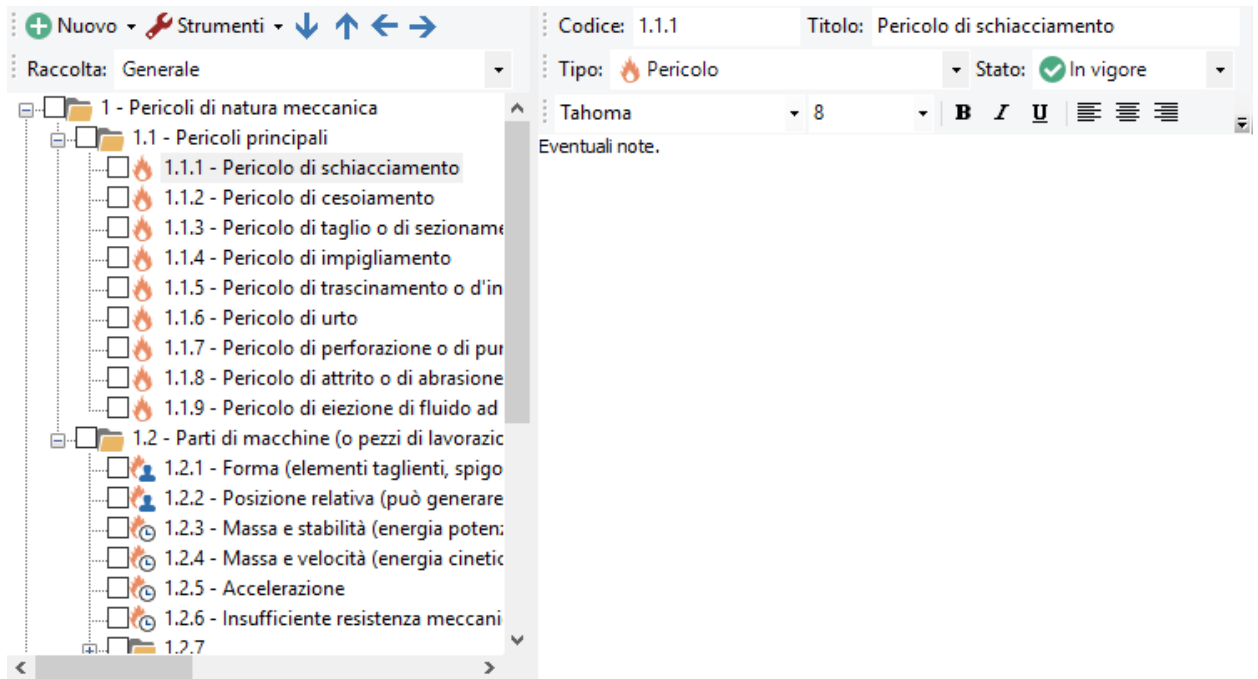 Nuovo Strumenti
Raccolta: Generale
1 - Pericoli di natura meccanica
1.1 - Pericoli principali
1.1.1 - Pericolo di schiacciamento
1.1.2 - Pericolo di cesoiamento
1.1.3 - Pericolo di taglio o di sezioname
1.1.4 - Pericolo di impigliamento
1.1.5 - Pericolo di trascinamento o d'in
1.1.6 - Pericolo di urto
1.1.7 - Pericolo di perforazione o di pur
1.1.8 - Pericolo di attrito o di abrasione
1.1.9 - Pericolo di eiezione di fluido ad
1.2 - Parti di macchine (o pezzi di lavorazic
1.2.1 - Forma (elementi taglienti, spigo
1.2.2 - Posizione relativa (può generare
1.2.3 - Massa e stabilità (energia poten
1.2.4 - Massa e velocità (energia cinetic
1.2.5 - Accelerazione
1.2.6 - Insufficiente resistenza meccani
1.2.7
Codice: 1.1.1 Titolo: Pericolo di schiacciamento
Tipo: Pericolo Stato: In vigore
Tahoma 8 B I U
Eventuali note.